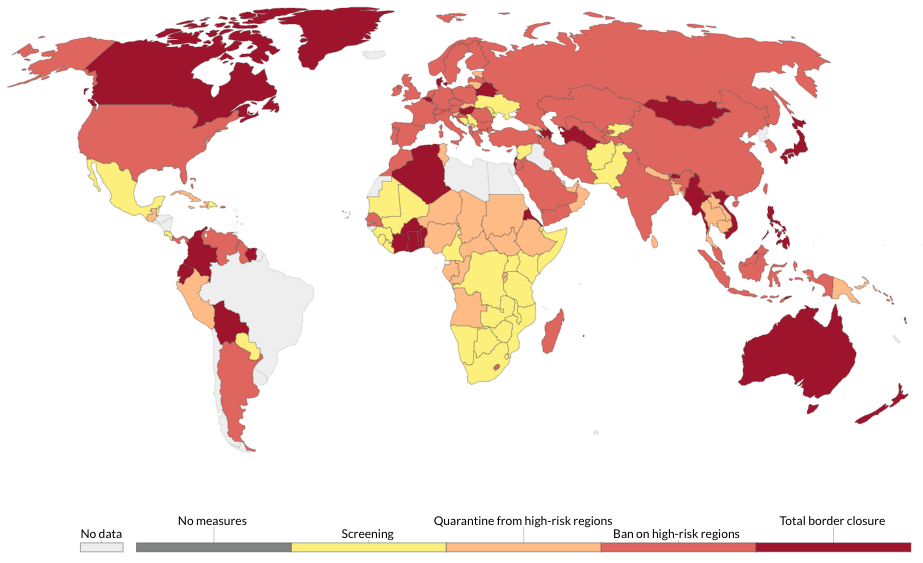 No data
No measures
Screening
Quarantine from high-risk regions
Ban on high-risk regions
Total border closure